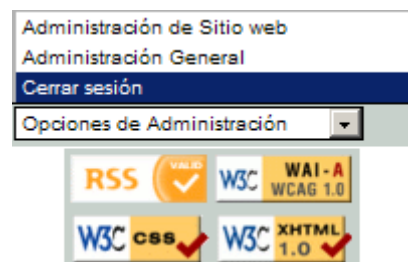 Administración de Sitio web
Administración General
Cerrar sesión
Opciones de Administración
RSS VALID
W3C WAI-A WCAG 1.0
W3C css
W3C XHTML 1.0